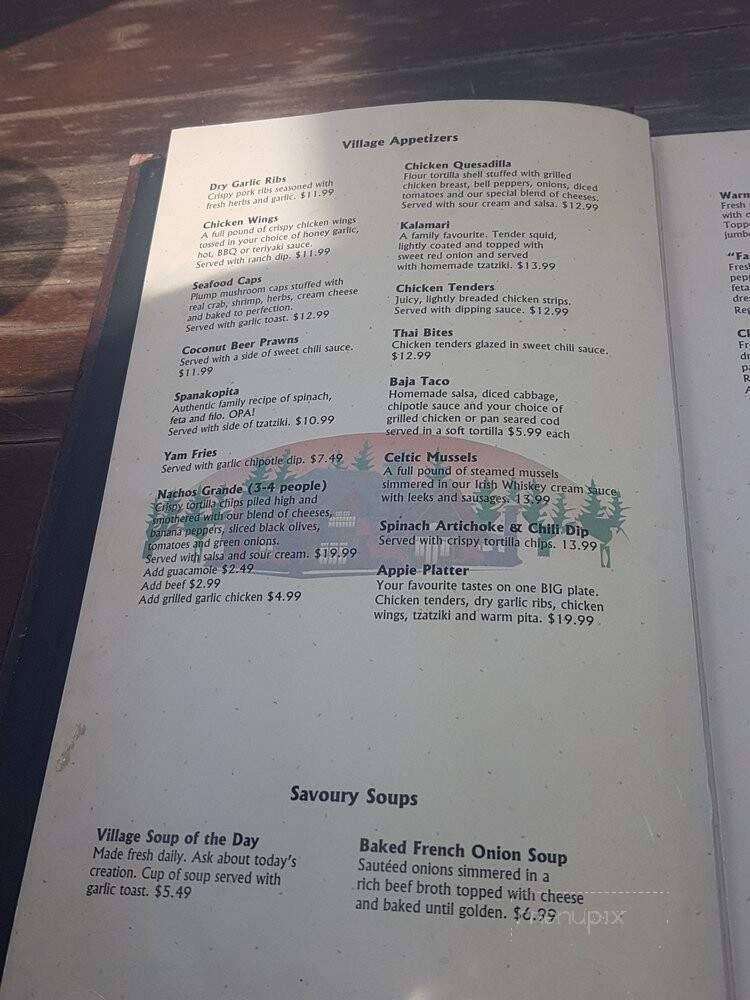 Village Appetizers
Dry Garlic Ribs
Crispy pork ribs seasoned with
fresh herbs and garlic. $11.99
Chicken Wings
A full pound of crispy chicken wings
tossed in your choice of honey garlic,
hot, BBQ or teriyaki sauce.
Served with ranch dip. $11.99
Seafood Caps
Plump mushroom caps stuffed with
real crab, shrimp, herbs, cream cheese
and baked to perfection.
Served with garlic toast. $12.99
Coconut Beer Prawns
Served with a side of sweet chili sauce.
$11.99
Spanakopita
Authentic family recipe of spinach,
feta and filo. OPA!
Served with side of tzatziki. $10.99
Yam Fries
Served with garlic chipotle dip. $7.49
Nachos Grande (3-4 people)
Crispy tortilla chips piled high and
smothered with our blend of cheeses,
banana peppers, sliced black olives,
tomatoes and green onions.
Served with salsa and sour cream. $19.99
Add guacamole $2.49
Add beef $2.99
Add grilled garlic chicken $4.99
Chicken Quesadilla
Flour tortilla shell stuffed with grilled
chicken breast, bell peppers, onions, diced
tomatoes and our special blend of cheeses.
Served with sour cream and salsa. $12.99
Kalamari
A family favourite. Tender squid,
lightly coated and topped with
sweet red onion and served
with homemade tzatziki. $13.99
Chicken Tenders
Juicy, lightly breaded chicken strips.
Served with dipping sauce. $12.99
Thai Bites
Chicken tenders glazed in sweet chili sauce.
$12.99
Baja Taco
Homemade salsa, diced cabbage,
chipotle sauce and your choice of
grilled chicken or pan seared cod
served in a soft tortilla $5.99 each
Celtic Mussels
A full pound of steamed mussels
simmered in our Irish Whiskey cream sauce
with leeks and sausages. 13.99
Spinach Artichoke & Chili Dip
Served with crispy tortilla chips. 13.99
Appie Platter
Your favourite tastes on one BIG plate.
Chicken tenders, dry garlic ribs, chicken
wings, tzatziki and warm pita. $19.99
Savoury Soups
Village Soup of the Day
Made fresh daily. Ask about today's
creation. Cup of soup served with
garlic toast. $5.49
Baked French Onion Soup
Sautéed onions simmered in a
rich beef broth topped with cheese
and baked until golden. $6.99
menupix
Warm
Fresh
with